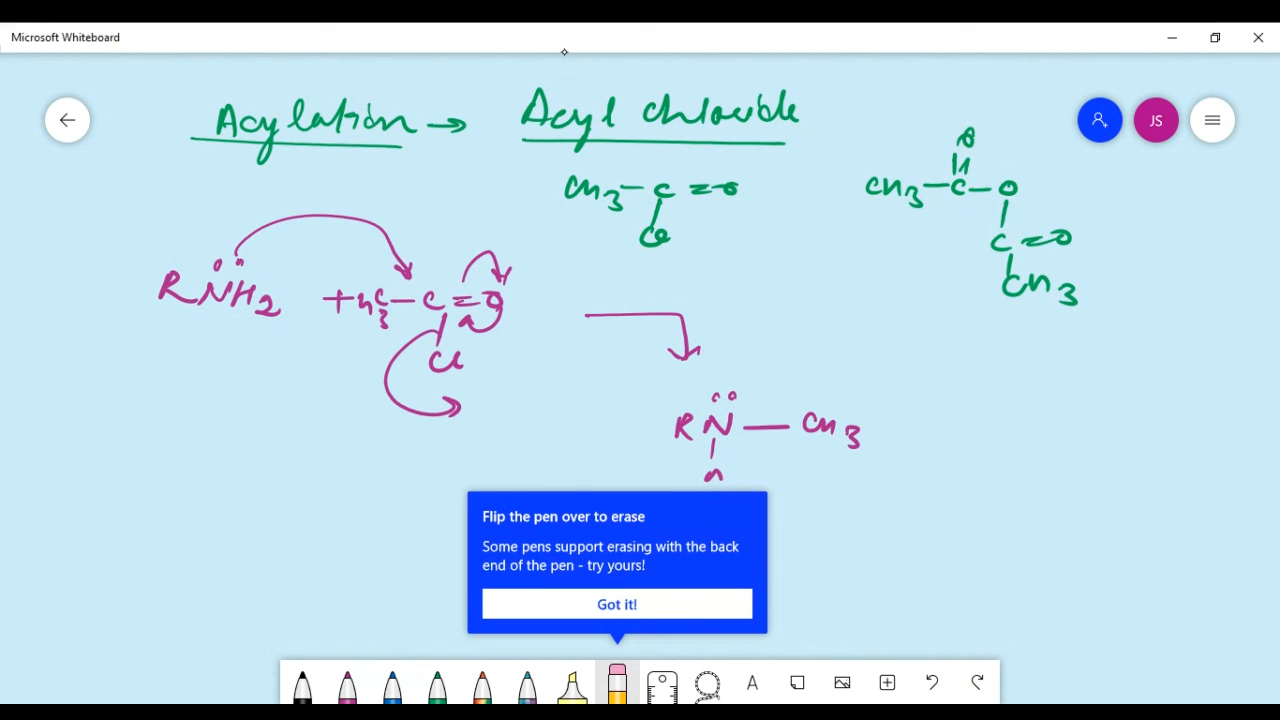 Microsoft Whiteboard
Acylation → Acyl chloride
CH3-C=O
Cl
O
CH3-C-O
C=O
CH3
JS
RNH2 + H3C-C=O
Cl
RN-CH3
H
Flip the pen over to erase
Some pens support erasing with the back
end of the pen - try yours!
Got it!
A